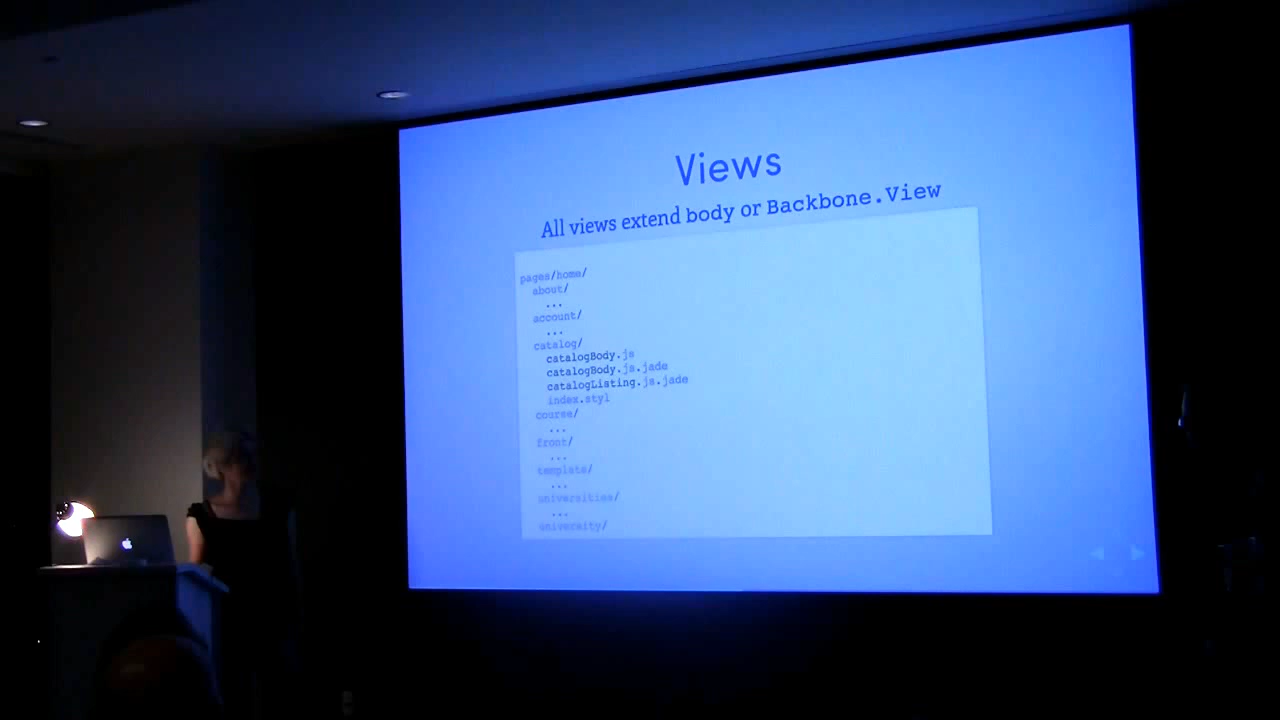 Views
All views extend body or Backbone.View
pages/home/
about/
...
account/
...
catalog/
catalogBody.js
catalogBody.js.jade
catalogListing.js.jade
index.styl
course/
...
front/
...
template/
...
universities/
...
university/